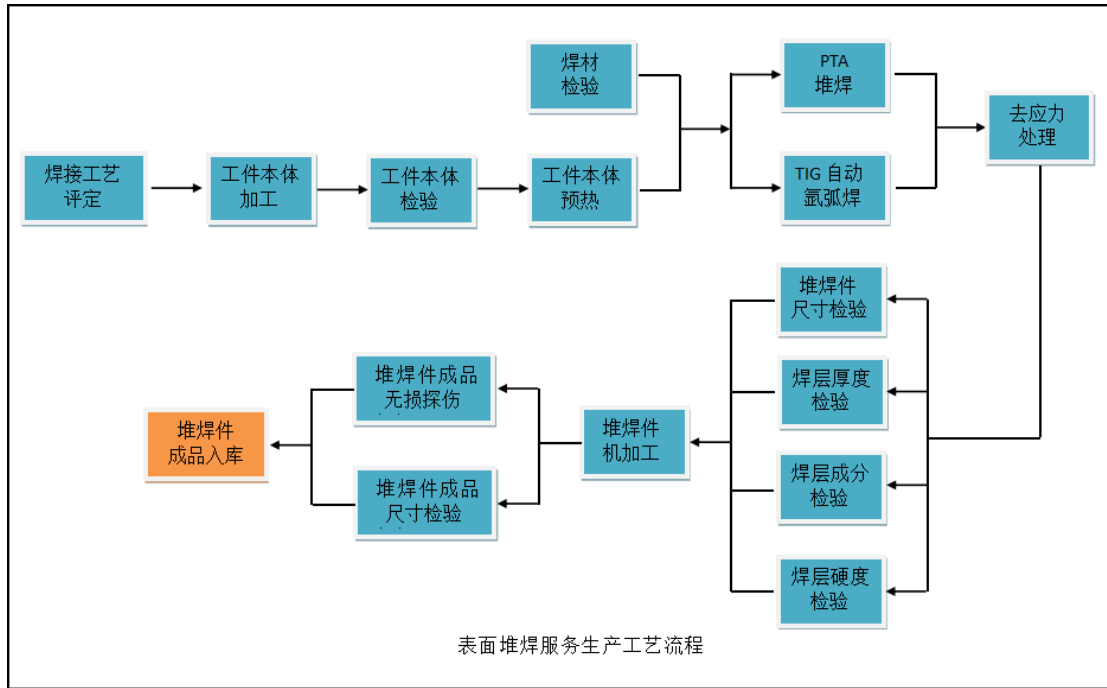 焊材
检验
PTA
堆焊
去应力
处理
焊接工艺
评定
工件本体
加工
工件本体
检验
工件本体
预热
TIG 自动
氩弧焊
堆焊件
尺寸检验
焊层厚度
检验
焊层成分
检验
焊层硬度
检验
堆焊件
机加工
堆焊件成品
无损探伤
堆焊件成品
尺寸检验
堆焊件
成品入库
表面堆焊服务生产工艺流程